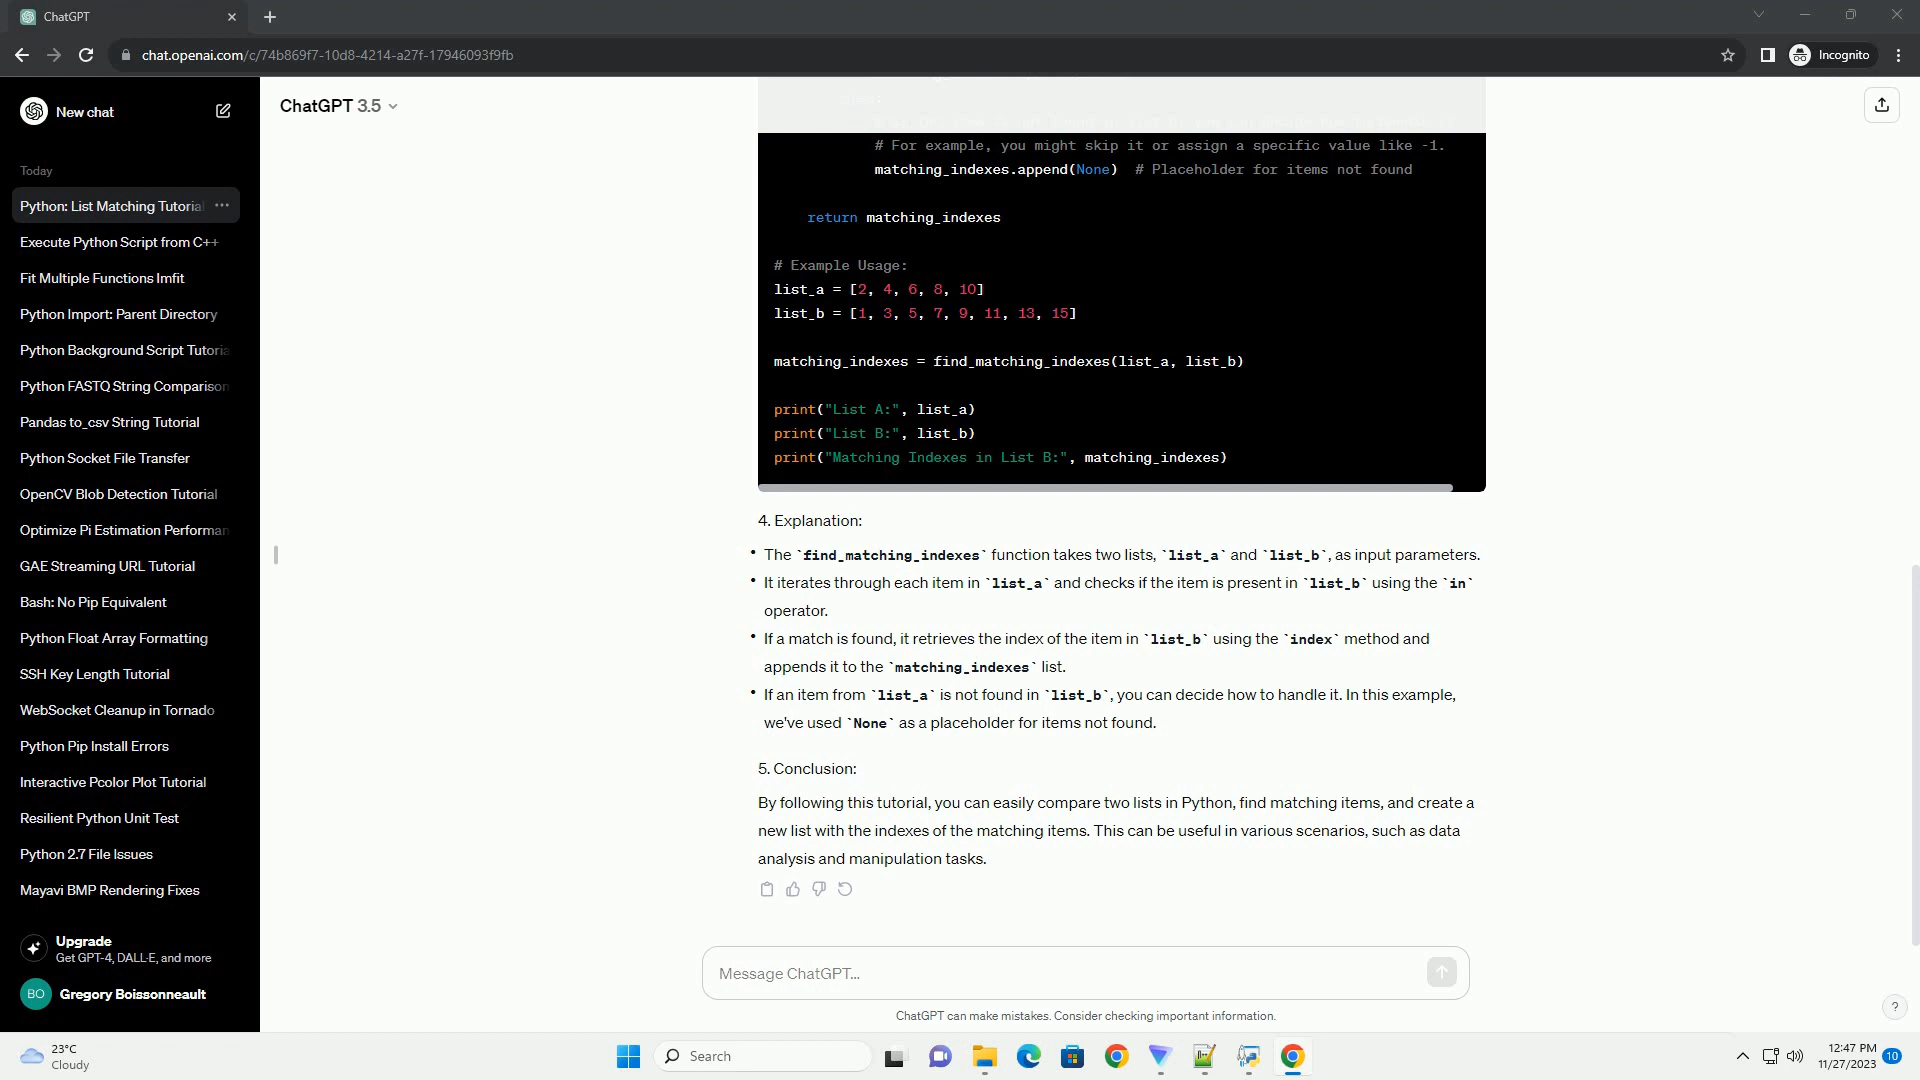 ChatGPT
chat.openai.com/c/74b869f7-10d8-4214-a27f-17946093f9fb
Incognito
New chat
Today
Python: List Matching Tutorial
Execute Python Script from C++
Fit Multiple Functions lmfit
Python Import: Parent Directory
Python Background Script Tutoria
Python FASTQ String Comparison
Pandas to_csv String Tutorial
Python Socket File Transfer
OpenCV Blob Detection Tutorial
Optimize Pi Estimation Performan
GAE Streaming URL Tutorial
Bash: No Pip Equivalent
Python Float Array Formatting
SSH Key Length Tutorial
WebSocket Cleanup in Tornado
Python Pip Install Errors
Interactive Pcolor Plot Tutorial
Resilient Python Unit Test
Python 2.7 File Issues
Mayavi BMP Rendering Fixes
Upgrade
Get GPT-4, DALL·E, and more
BO Gregory Boissonneault
ChatGPT 3.5
# For example, you might skip it or assign a specific value like -1.
matching_indexes.append(None)  # Placeholder for items not found
return matching_indexes
# Example Usage:
list_a = [2, 4, 6, 8, 10]
list_b = [1, 3, 5, 7, 9, 11, 13, 15]
matching_indexes = find_matching_indexes(list_a, list_b)
print("List A:", list_a)
print("List B:", list_b)
print("Matching Indexes in List B:", matching_indexes)
4. Explanation:
• The `find_matching_indexes` function takes two lists, `list_a` and `list_b`, as input parameters.
• It iterates through each item in `list_a` and checks if the item is present in `list_b` using the `in`
operator.
• If a match is found, it retrieves the index of the item in `list_b` using the `index` method and
appends it to the `matching_indexes` list.
• If an item from `list_a` is not found in `list_b`, you can decide how to handle it. In this example,
we've used `None` as a placeholder for items not found.
5. Conclusion:
By following this tutorial, you can easily compare two lists in Python, find matching items, and create a
new list with the indexes of the matching items. This can be useful in various scenarios, such as data
analysis and manipulation tasks.
Message ChatGPT...
ChatGPT can make mistakes. Consider checking important information.
?
23°C
Cloudy
Search
12:47 PM
11/27/2023
10